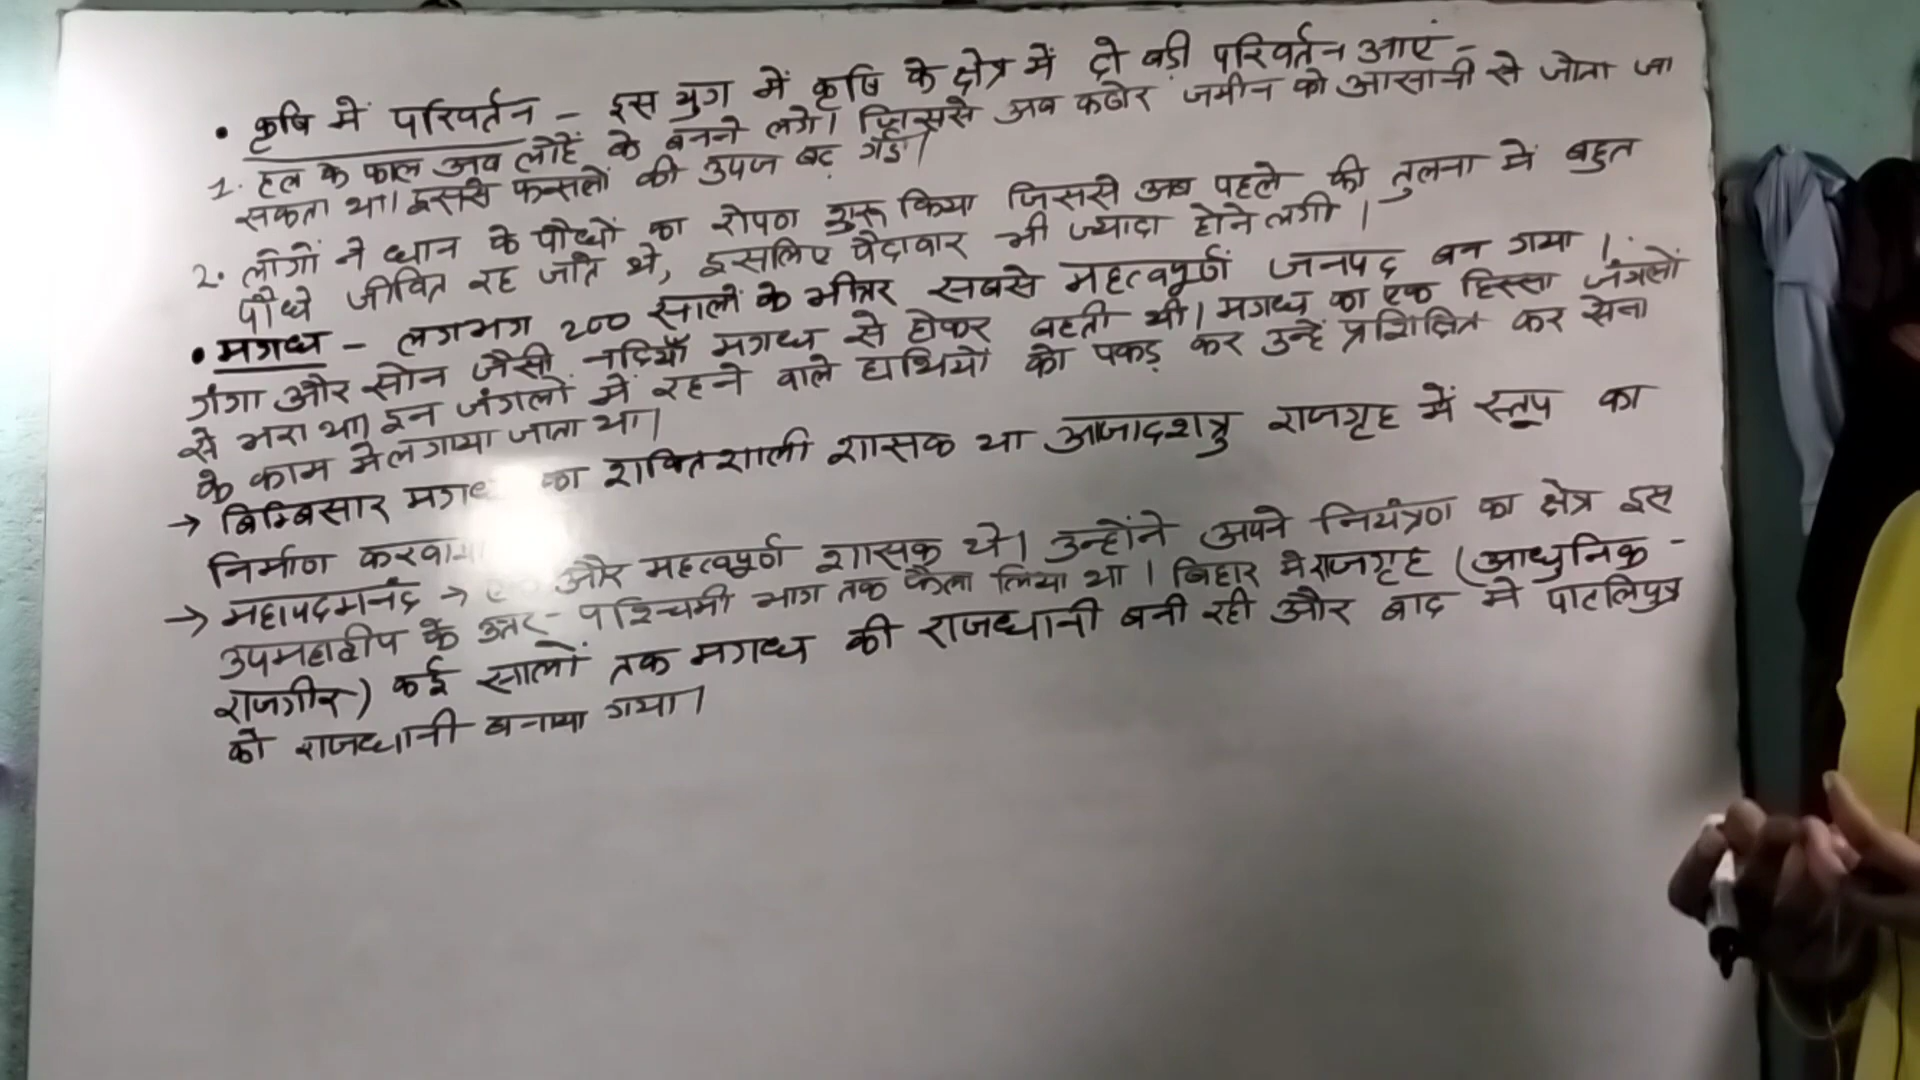 • कृषि में परिवर्तन – इस युग में कृषि के क्षेत्र में दो बड़ी परिवर्तन आएं –
1. हल के फाल अब लोहें के बनने लगे। जिससे अब कठोर जमीन को आसानी से जोता जा
सकता था। इससे फसलों की उपज बढ़ गई।
2. लोगों ने धान के पौधों का रोपण शुरू किया जिससे अब पहले की तुलना में बहुत
पौधे जीवित रह जाते थे, इसलिए पैदावार भी ज्यादा होने लगी।
• मगध – लगभग 200 सालों के भीतर सबसे महत्वपूर्ण जनपद बन गया।
गंगा और सोन जैसी नदियाँ मगध से होकर बहती थी। मगध का एक हिस्सा जंगलों
से भरा था। इन जंगलों में रहने वाले हाथियों को पकड़ कर उन्हें प्रशिक्षित कर सेना
के काम मे लगाया जाता था।
→ बिम्बिसार मगध का शक्तिशाली शासक था आजादशत्रु राजगृह में स्तूप का
निर्माण करवाया
→ महापदमनंद → और महत्वपूर्ण शासक थे। उन्होंने अपने नियंत्रण का क्षेत्र इस
उपमहाद्वीप के उत्तर-पश्चिमी भाग तक फैला लिया था। बिहार मे राजगृह (आधुनिक -
राजगीर) कई सालों तक मगध की राजधानी बनी रही और बाद मे पाटलिपुत्र
को राजधानी बनाया गया।